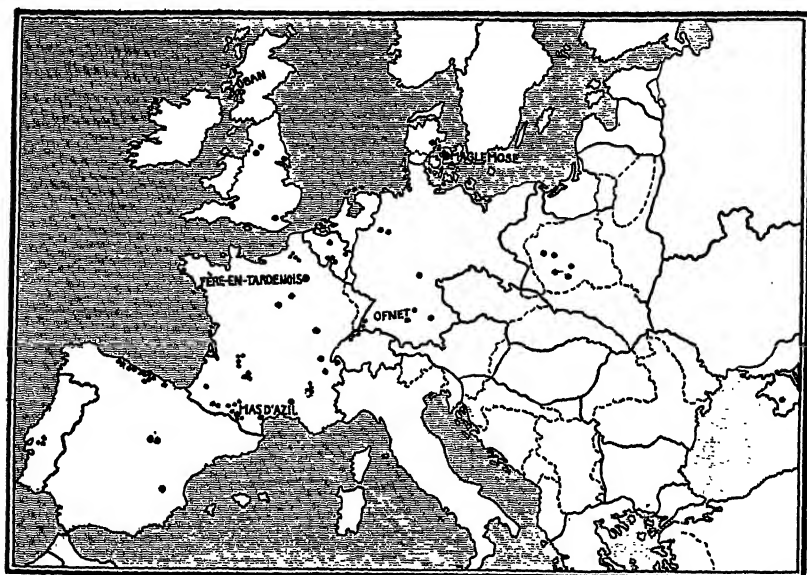 OBAN
MAGLEMOSE
FÈRE-EN-TARDENOIS
OFNET
MAS D'AZIL